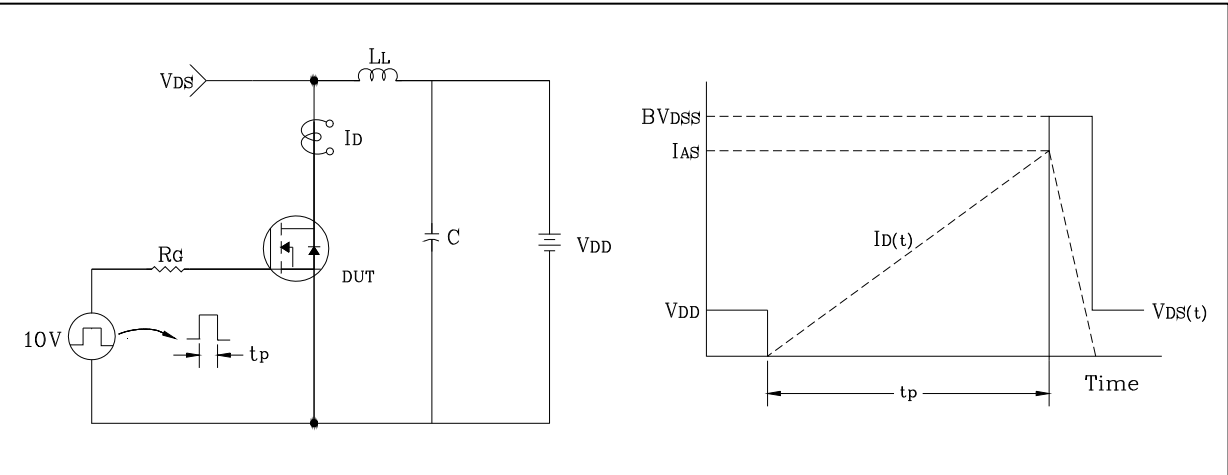 VDS
LL
ID
RG
DUT
C
VDD
10V
tp
BVDSS
IAS
ID(t)
VDD
VDS(t)
tp
Time